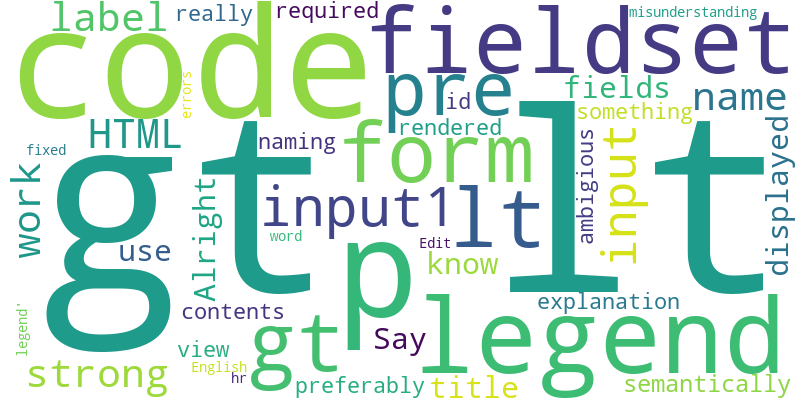 label
really
required
misunderstanding
code
fieldset
errors
pre
id
fields
something
name
HTML
naming
rendered
form
fixed
work
gt lt
Alright
use
input1
lt
ambigious
input
displayed
word
Edit
p
know
legend'
contents
explanation
Say
gt
legend
view
English
hr
strong
preferably
title
semantically